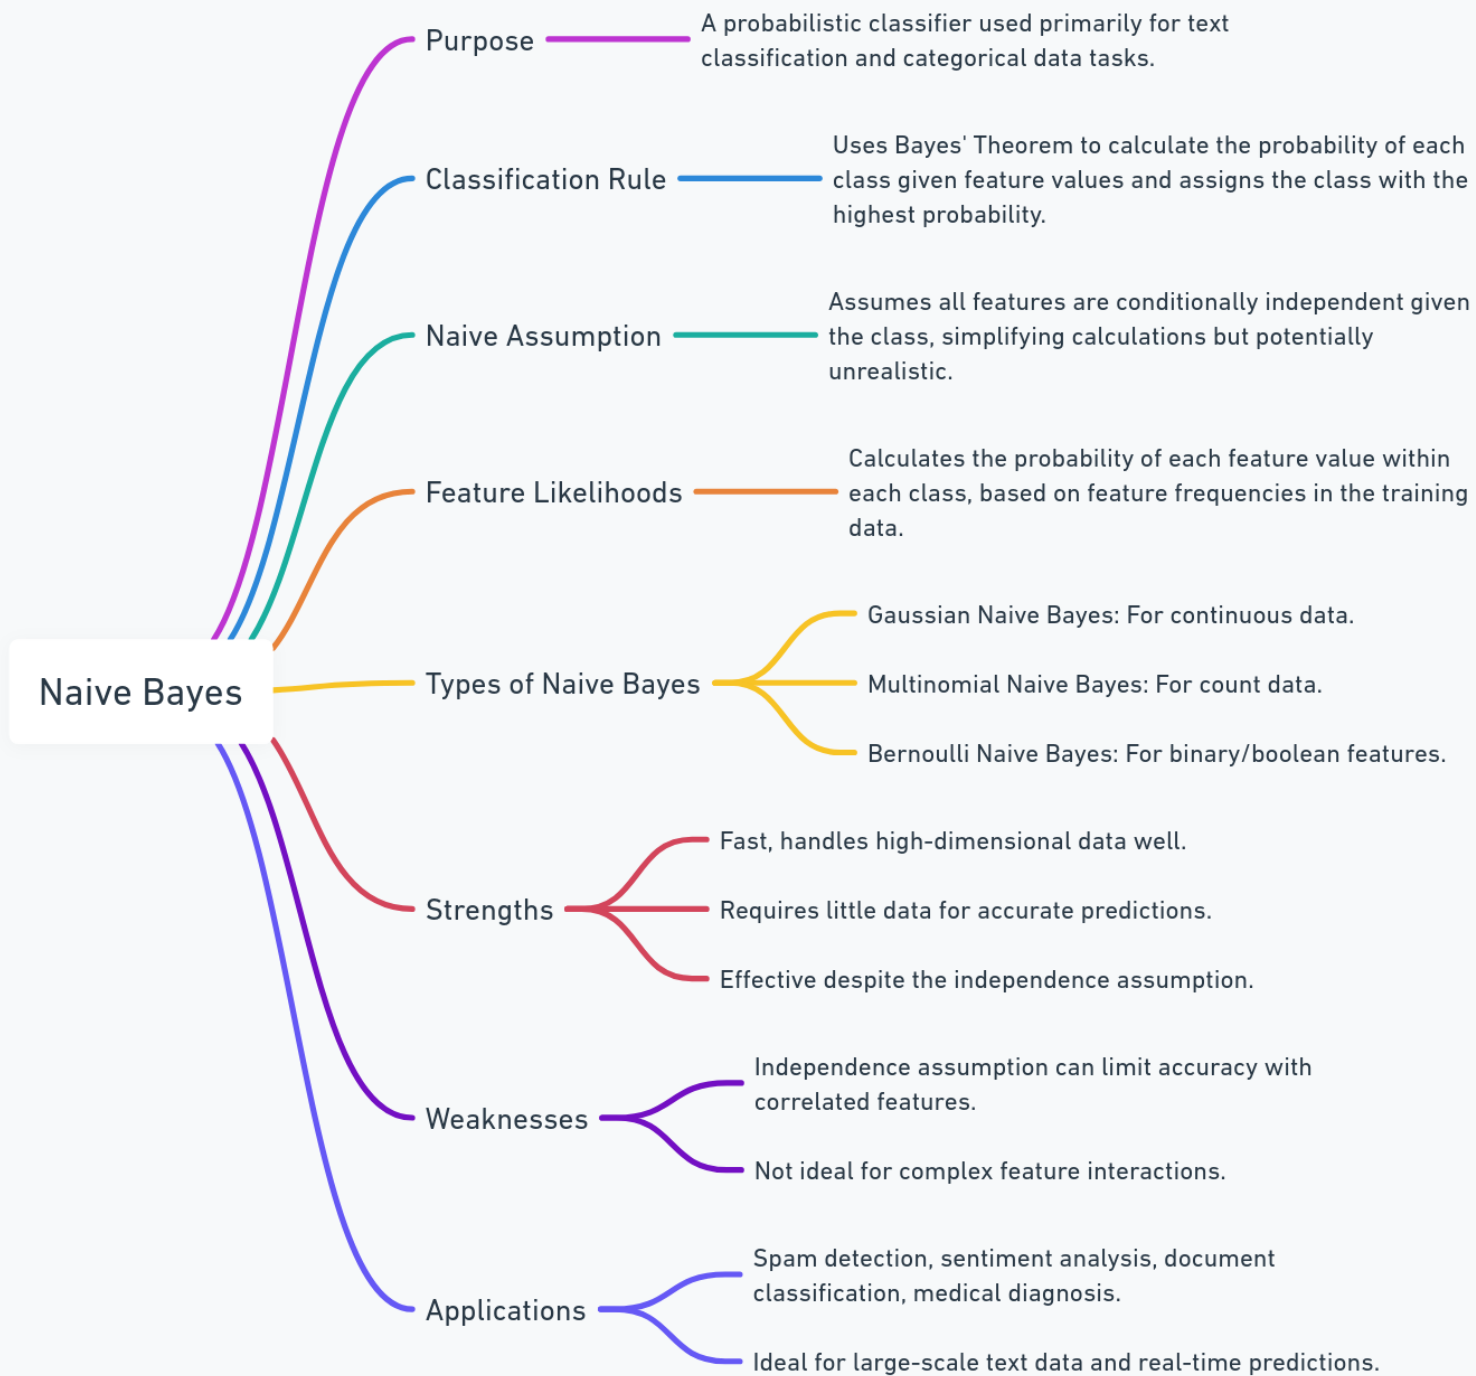 Naive Bayes
Purpose
A probabilistic classifier used primarily for text
classification and categorical data tasks.
Classification Rule
Uses Bayes' Theorem to calculate the probability of each
class given feature values and assigns the class with the
highest probability.
Naive Assumption
Assumes all features are conditionally independent given
the class, simplifying calculations but potentially
unrealistic.
Feature Likelihoods
Calculates the probability of each feature value within
each class, based on feature frequencies in the training
data.
Types of Naive Bayes
Gaussian Naive Bayes: For continuous data.
Multinomial Naive Bayes: For count data.
Bernoulli Naive Bayes: For binary/boolean features.
Strengths
Fast, handles high-dimensional data well.
Requires little data for accurate predictions.
Effective despite the independence assumption.
Weaknesses
Independence assumption can limit accuracy with
correlated features.
Not ideal for complex feature interactions.
Applications
Spam detection, sentiment analysis, document
classification, medical diagnosis.
Ideal for large-scale text data and real-time predictions.